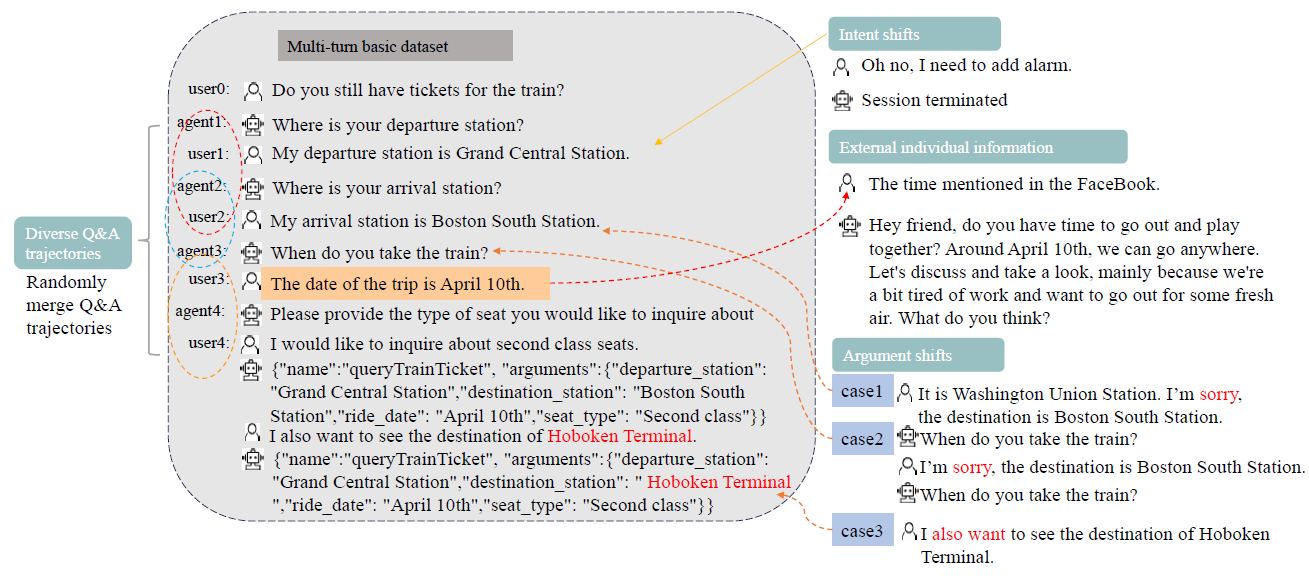 Multi-turn basic dataset
user0: Do you still have tickets for the train?
agent1: Where is your departure station?
user1: My departure station is Grand Central Station.
agent2: Where is your arrival station?
user2: My arrival station is Boston South Station.
agent3: When do you take the train?
user3: The date of the trip is April 10th.
agent4: Please provide the type of seat you would like to inquire about
user4: I would like to inquire about second class seats.
{"name":"queryTrainTicket", "arguments":{"departure_station":
"Grand Central Station","destination_station": "Boston South
Station","ride_date": "April 10th","seat_type": "Second class"}}
I also want to see the destination of Hoboken Terminal.
{"name":"queryTrainTicket", "arguments":{"departure_station":
"Grand Central Station","destination_station": " Hoboken Terminal
","ride_date": "April 10th","seat_type": "Second class"}}
Diverse Q&A
trajectories
Randomly
merge Q&A
trajectories
Intent shifts
Oh no, I need to add alarm.
Session terminated
External individual information
The time mentioned in the FaceBook.
Hey friend, do you have time to go out and play
together? Around April 10th, we can go anywhere.
Let's discuss and take a look, mainly because we're
a bit tired of work and want to go out for some fresh
air. What do you think?
Argument shifts
case1 It is Washington Union Station. I’m sorry,
the destination is Boston South Station.
case2 When do you take the train?
I’m sorry, the destination is Boston South Station.
When do you take the train?
case3 I also want to see the destination of Hoboken
Terminal.